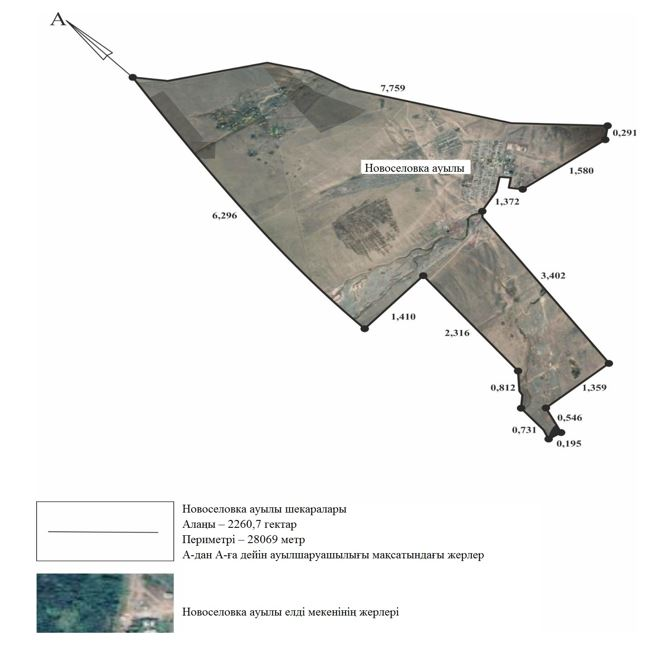 А
7,759
0,291
Новоселовка ауылы
1,580
1,372
6,296
3,402
1,410
2,316
0,812
1,359
0,546
0,731
0,195
Новоселовка ауылы шекаралары
Алаңы – 2260,7 гектар
Периметрі – 28069 метр
А-дан А-ға дейін ауылшаруашылығы мақсатындағы жерлер
Новоселовка ауылы елді мекенінің жерлері